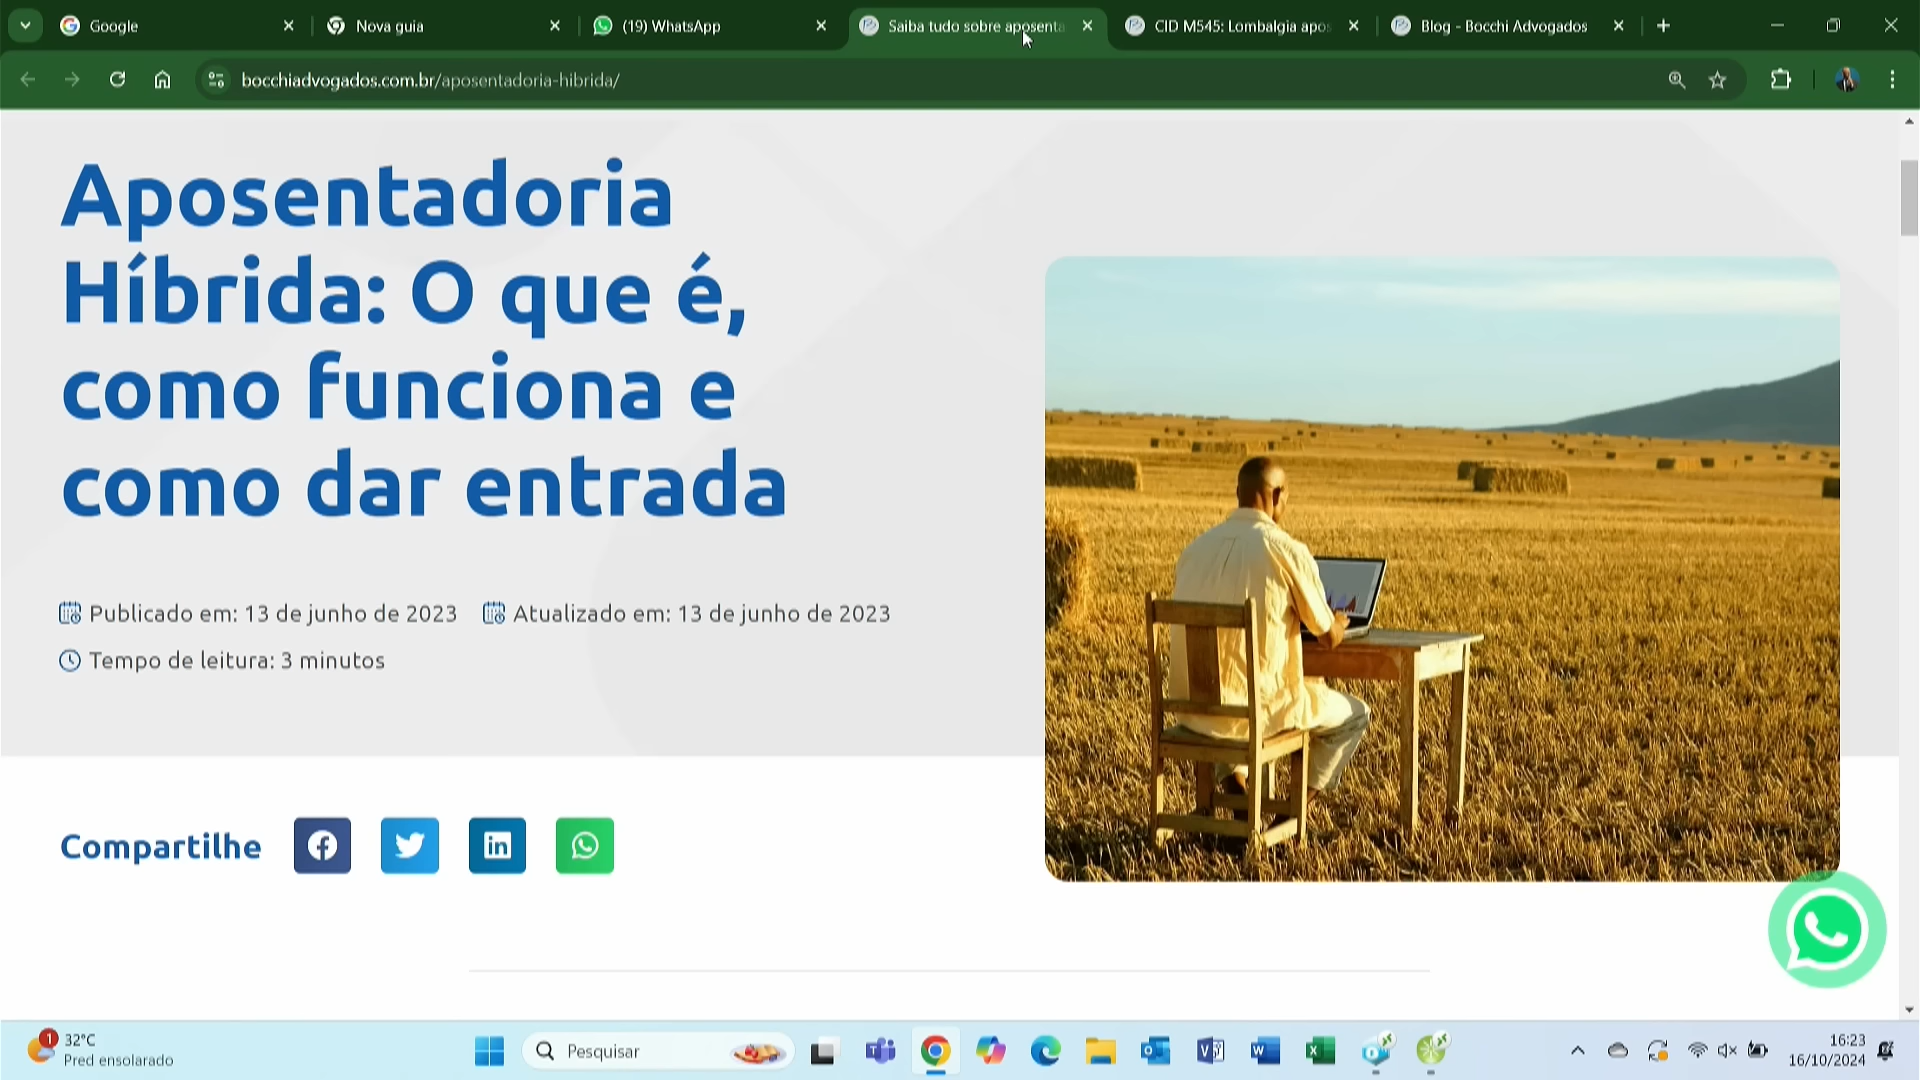 Google
Nova guia
(19) WhatsApp
Saiba tudo sobre aposenta
CID M545: Lombalgia apos
Blog - Bocchi Advogados
bocchiadvogados.com.br/aposentadoria-hibrida/
Aposentadoria
Híbrida: O que é,
como funciona e
como dar entrada
Publicado em: 13 de junho de 2023
Atualizado em: 13 de junho de 2023
Tempo de leitura: 3 minutos
Compartilhe
1
32°C
Pred ensolarado
Pesquisar
16:23
16/10/2024